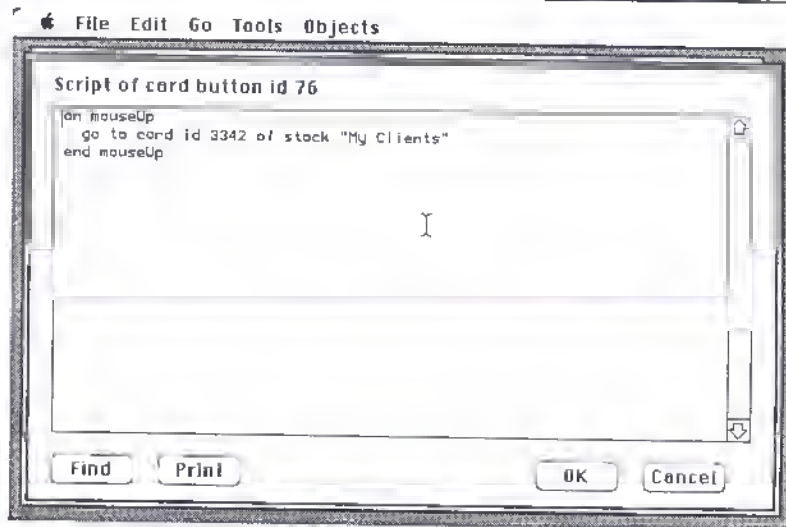 File Edit Go Tools Objects
Script of card button id 76
on mouseUp
go to card id 3342 of stack "My Clients"
end mouseUp
Find Print OK Cancel